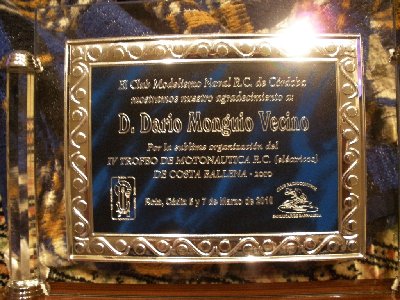 El Club Modelismo Naval R.C. de Córdoba
mostramos nuestro agradecimiento a:
D. Dario Monguio Vecino
Por la sublime organización del
IV TROFEO DE MOTONAUTICA R.C. (eléctrico)
DE COSTA BALLENA - 2010
Rota, Cádiz 6 y 7 de Marzo de 2010